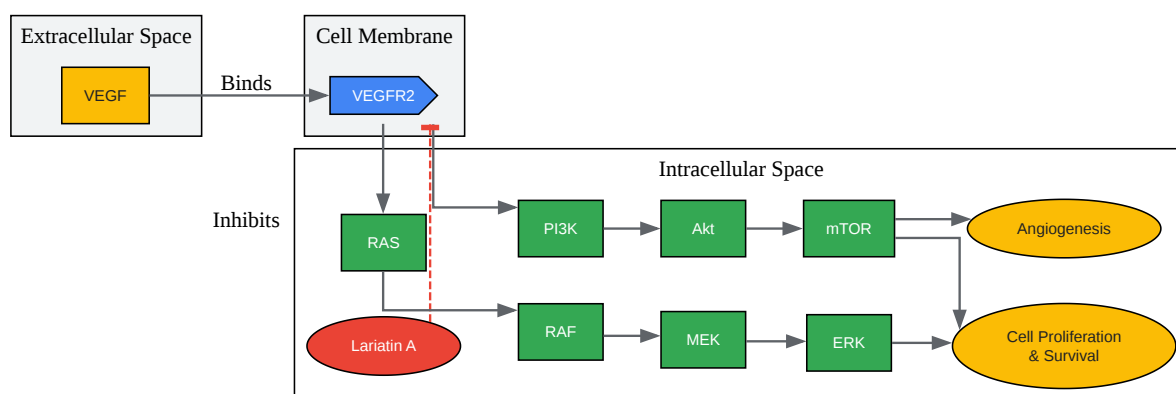 Extracellular Space
Cell Membrane
VEGF
Binds
VEGFR2
Intracellular Space
Inhibits
RAS
PI3K
Akt
mTOR
Angiogenesis
Lariatin A
RAF
MEK
ERK
Cell Proliferation
& Survival